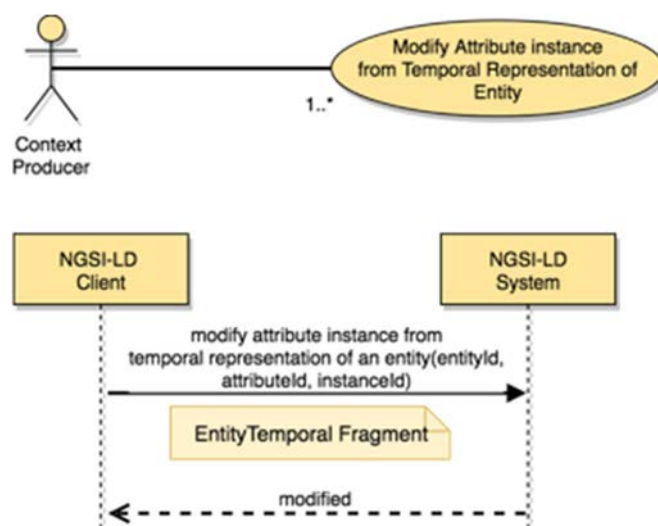 Modify Attribute instance
from Temporal Representation of
Entity
1..*
Context
Producer
NGSI-LD
Client
NGSI-LD
System
modify attribute instance from
temporal representation of an entity(entityId,
attributeId, instanceId)
EntityTemporal Fragment
modified